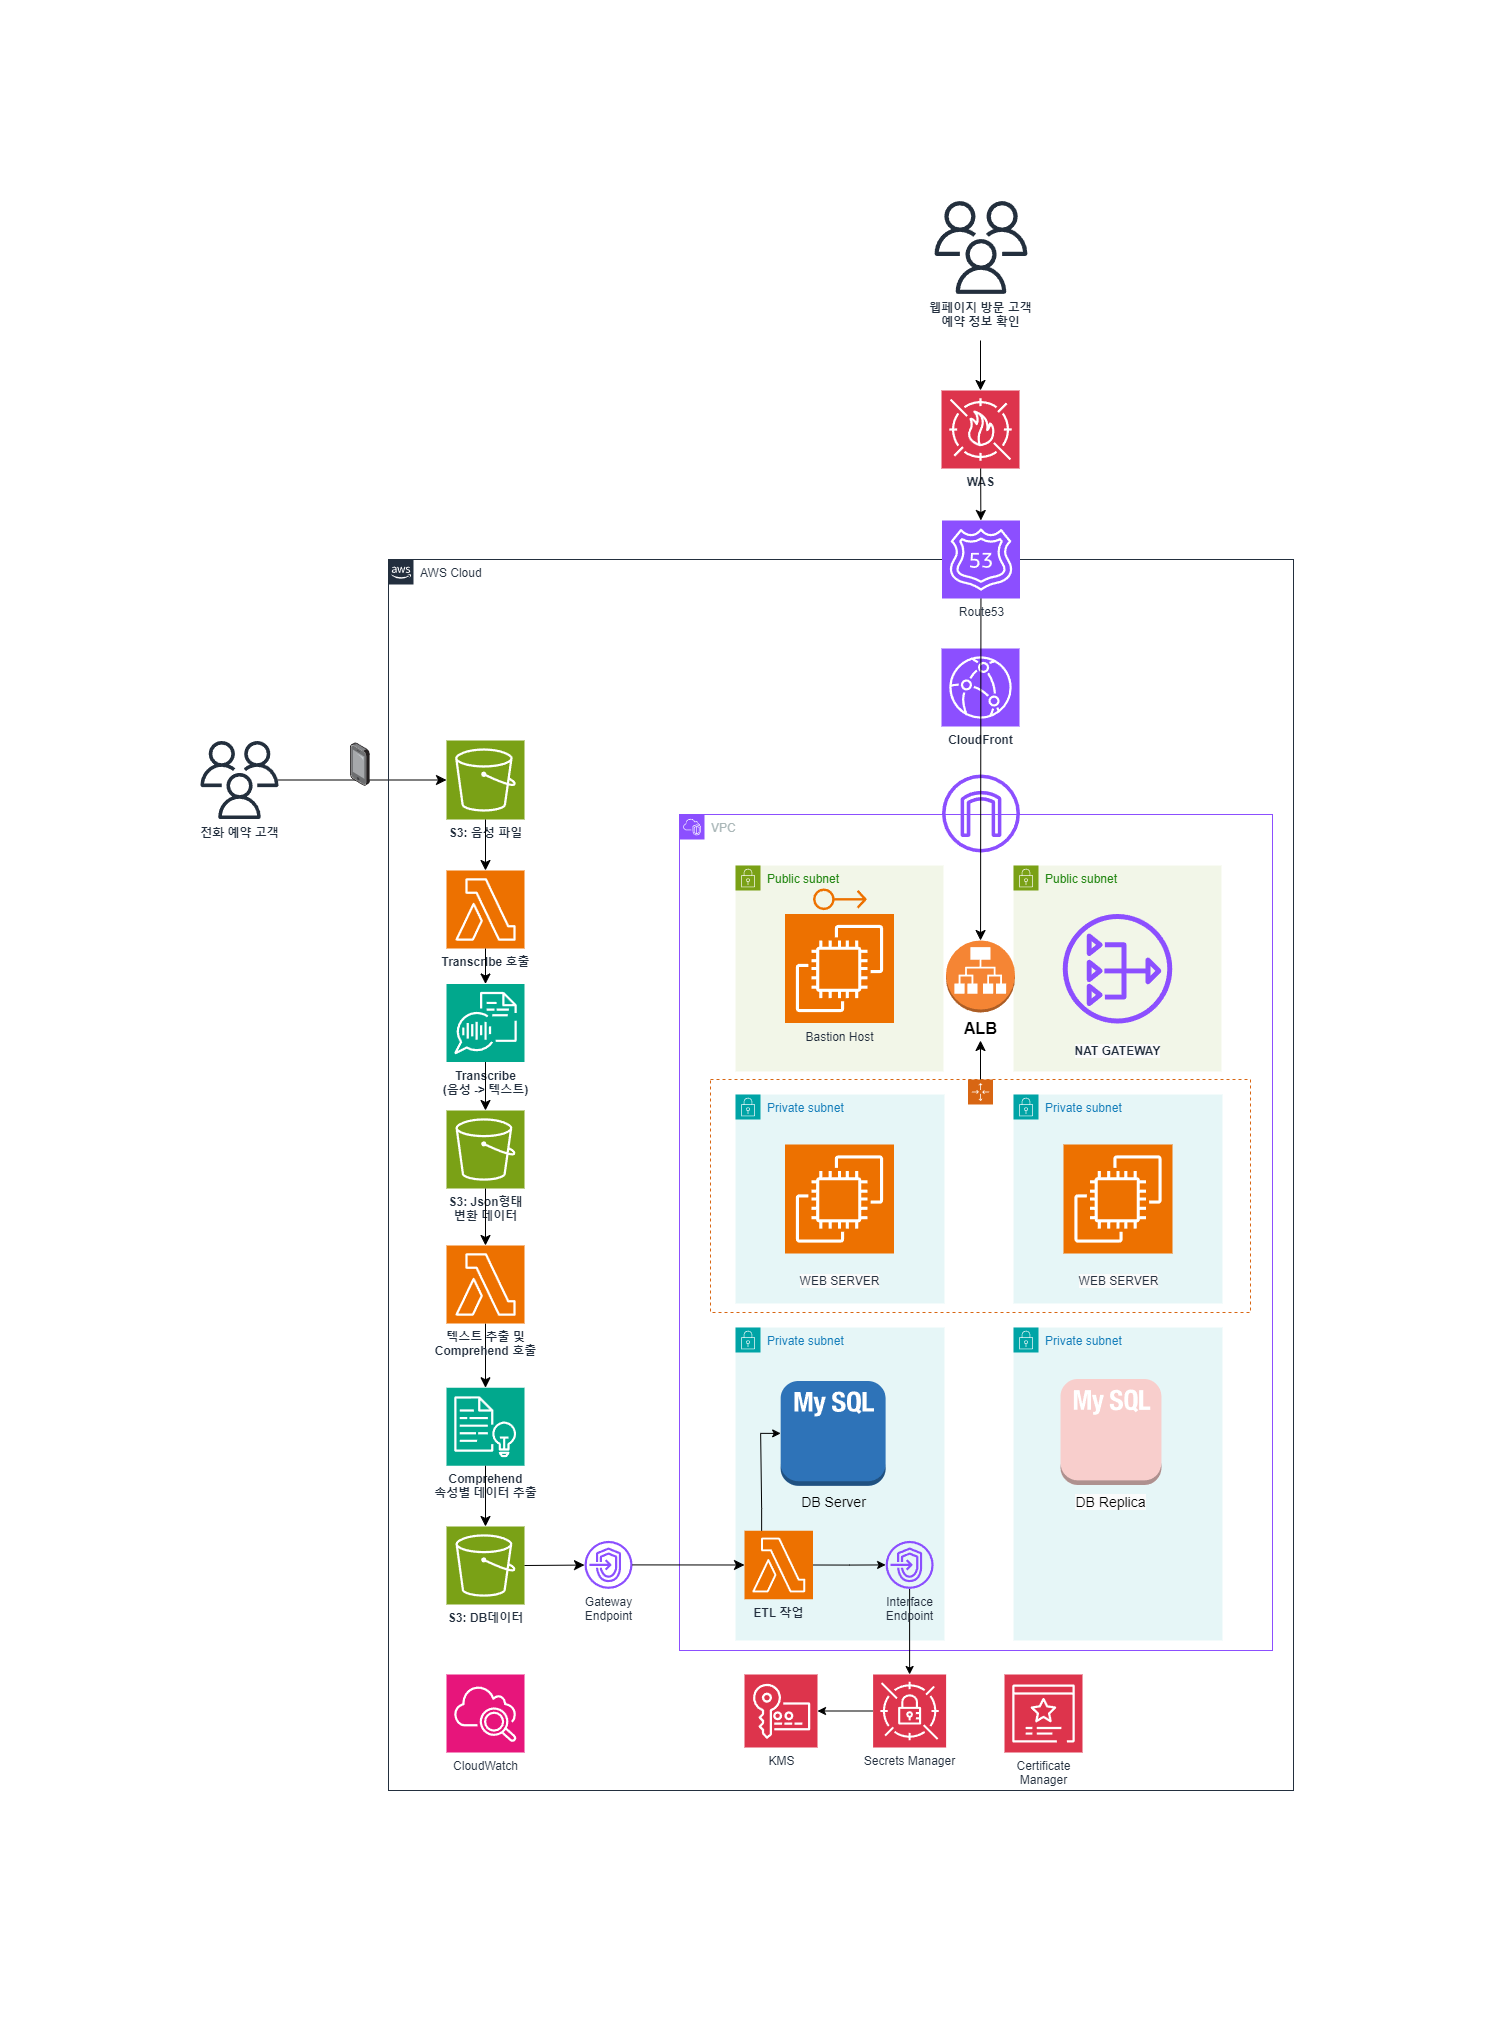 웹페이지 방문 고객
예약 정보 확인
WAS
53
Route53
aws
AWS Cloud
CloudFront
전화 예약 고객
S3: 음성 파일
Transcribe 호출
Transcribe
(음성 -> 텍스트)
S3: Json형태
변환 데이터
텍스트 추출 및
Comprehend 호출
Comprehend
속성별 데이터 추출
S3: DB데이터
CloudWatch
Gateway
Endpoint
VPC
Public subnet
Bastion Host
ALB
Public subnet
NAT GATEWAY
Private subnet
WEB SERVER
Private subnet
WEB SERVER
Private subnet
My SQL
DB Server
ETL 작업
Interface
Endpoint
Private subnet
My SQL
DB Replica
KMS
Secrets Manager
Certificate
Manager